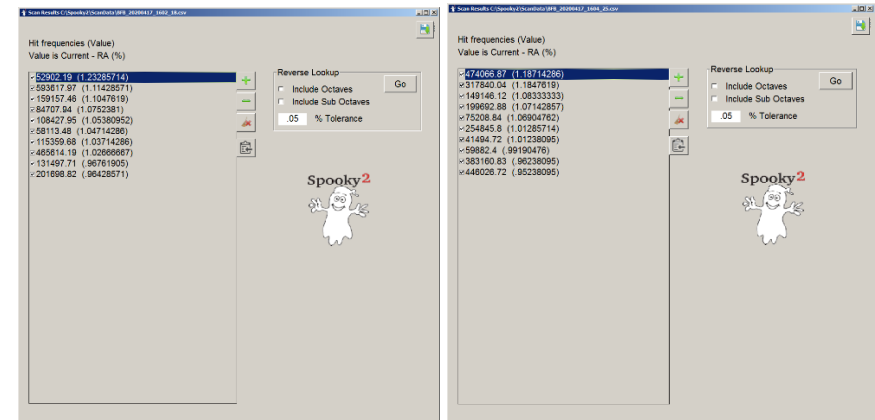 Scan Results C:\Spooky2\ScanData\BFB_20200417_1602_18.csv
Hit frequencies (Value)
Value is Current - RA (%)
52902.19 (1.23285714)
593617.97 (1.11428571)
159157.46 (1.1047619)
84707.94 (1.0752381)
108427.95 (1.05380952)
58113.48 (1.04714286)
115359.68 (1.03714286)
465614.19 (1.02666667)
131497.71 (.96761905)
201698.82 (.96428571)
Reverse Lookup
Include Octaves
Include Sub Octaves
.05 % Tolerance
Go
Spooky2
Scan Results C:\Spooky2\ScanData\BFB_20200417_1604_25.csv
Hit frequencies (Value)
Value is Current - RA (%)
474066.87 (1.18714286)
317840.04 (1.1847619)
149146.12 (1.08333333)
199692.88 (1.07142857)
75208.84 (1.06904762)
254845.8 (1.01285714)
41494.72 (1.01238095)
59882.4 (.99190476)
383160.83 (.96238095)
446026.72 (.95238095)
Reverse Lookup
Include Octaves
Include Sub Octaves
.05 % Tolerance
Go
Spooky2